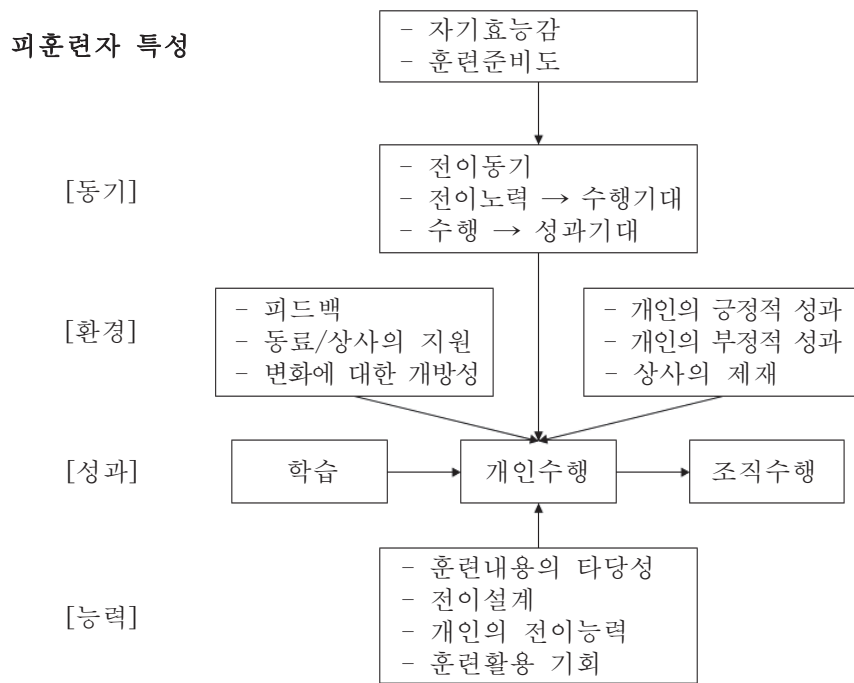 피훈련자 특성
- 자기효능감
- 훈련준비도
[동기]
- 전이동기
- 전이노력 → 수행기대
- 수행 → 성과기대
[환경]
- 피드백
- 동료/상사의 지원
- 변화에 대한 개방성
- 개인의 긍정적 성과
- 개인의 부정적 성과
- 상사의 제재
[성과]
학습
개인수행
조직수행
[능력]
- 훈련내용의 타당성
- 전이설계
- 개인의 전이능력
- 훈련활용 기회